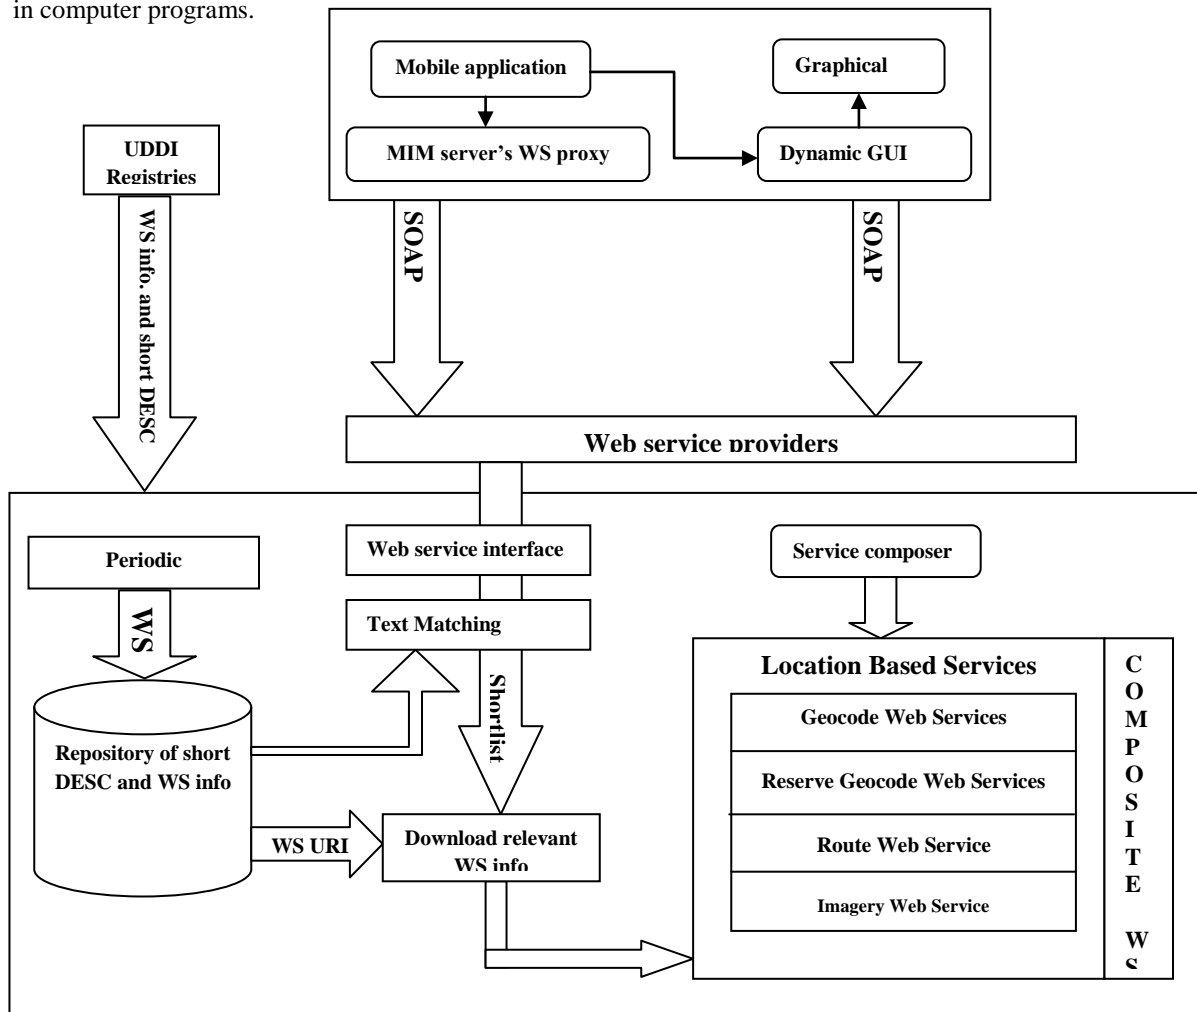 in computer programs.
Mobile application
Graphical
MIM server's WS proxy
Dynamic GUI
UDDI
Registries
SOAP
SOAP
WS info. and short DESC
Web service providers
Periodic
Web service interface
Service composer
WS
Text Matching
Shortlist
Repository of short
DESC and WS info
WS URI
Download relevant
WS info
Location Based Services
Geocode Web Services
Reserve Geocode Web Services
Route Web Service
Imagery Web Service
COMPOSITE WS